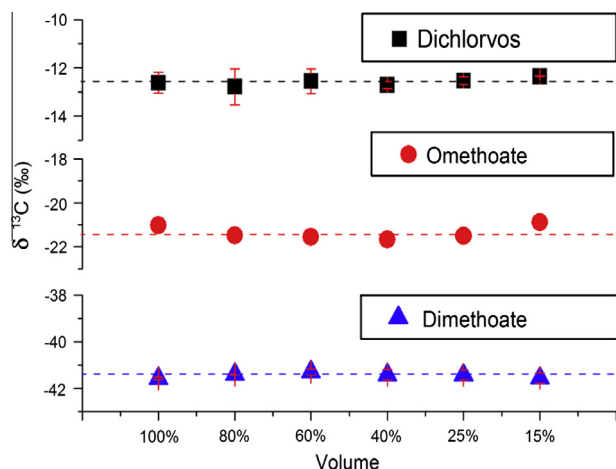 -10
Dichlorvos
-12
-14
-18
Omethoate
-20
-22
δ ¹³C (‰)
-38
Dimethoate
-40
-42
100% 80% 60% 40% 25% 15%
Volume